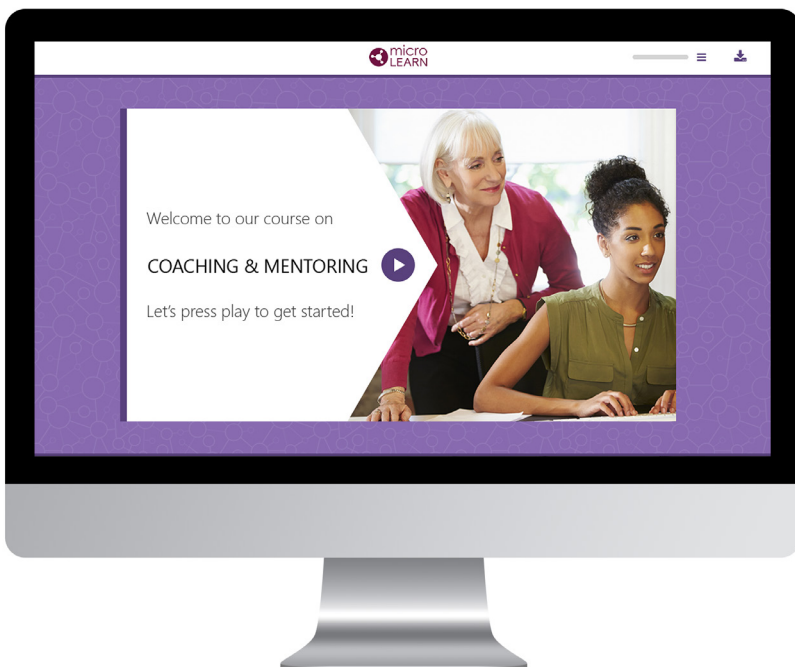 micro
LEARN
Welcome to our course on
COACHING & MENTORING
Let's press play to get started!